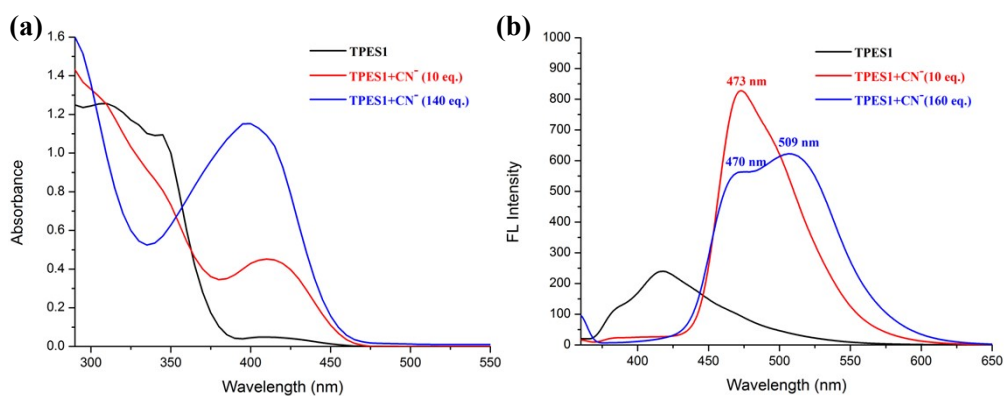 (a)
TPES1
TPES1+CN⁻ (10 eq.)
TPES1+CN⁻ (140 eq.)
1.6
1.4
1.2
1.0
0.8
0.6
0.4
0.2
0.0
Absorbance
300 350 400 450 500 550
Wavelength (nm)
(b)
TPES1
TPES1+CN⁻ (10 eq.)
TPES1+CN⁻ (160 eq.)
473 nm
470 nm
509 nm
1000
900
800
700
600
500
400
300
200
100
0
FL Intensity
400 450 500 550 600 650
Wavelength (nm)